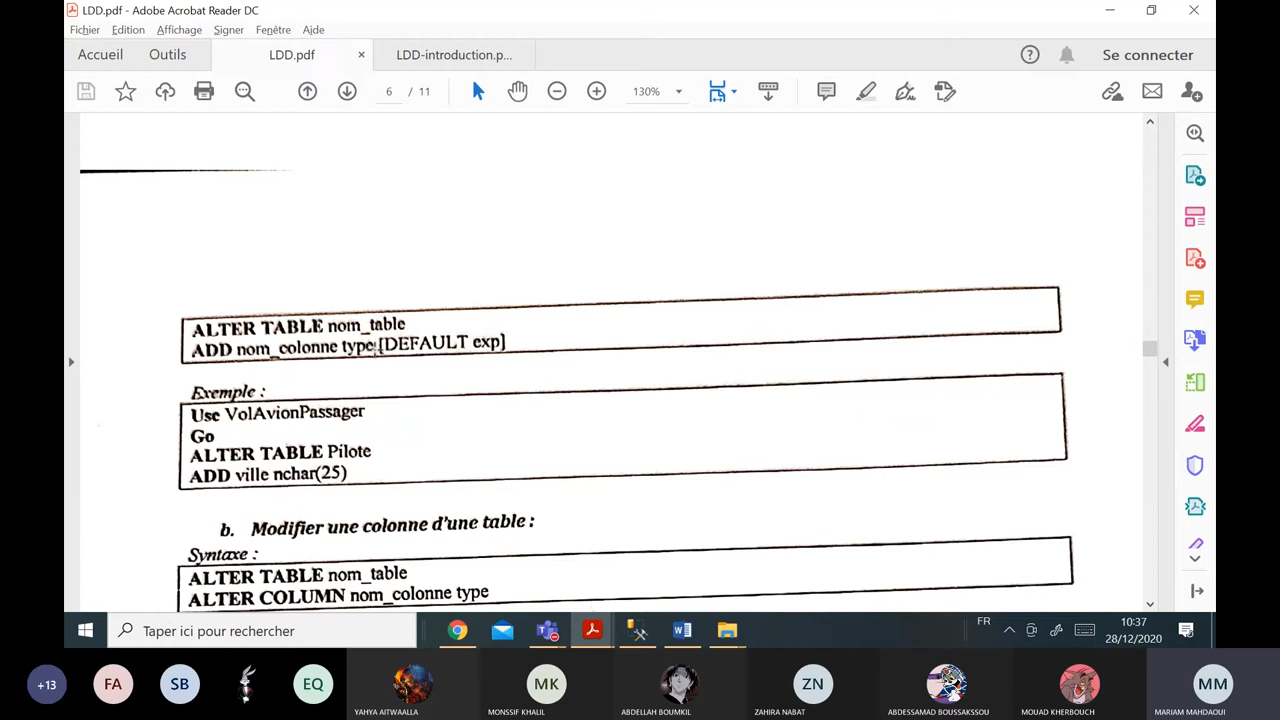 LDD.pdf - Adobe Acrobat Reader DC
Fichier Edition Affichage Signer Fenêtre Aide
Accueil Outils LDD.pdf LDD-introduction.p... Se connecter
6 / 11 130%
ALTER TABLE nom_table
ADD nom_colonne type [DEFAULT exp]
Exemple :
Use VolAvionPassager
Go
ALTER TABLE Pilote
ADD ville nchar(25)
b. Modifier une colonne d'une table :
Syntaxe :
ALTER TABLE nom_table
ALTER COLUMN nom_colonne type
Taper ici pour rechercher
FR
10:37
28/12/2020
+13 FA SB EQ MK ZN MM
YAHYA AITWAALLA MONSSIF KHALIL ABDELLAH BOUMKIL ZAHIRA NABAT ABDESSAMAD BOUSSAKSSOU MOUAD KHERBOUCH MARIAM MAHDAOUI